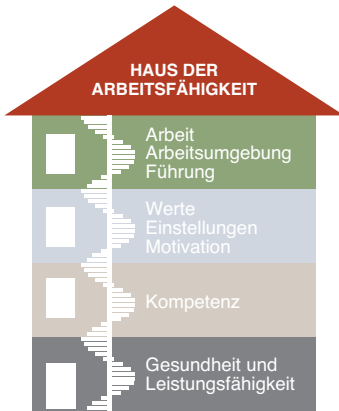 HAUS DER
ARBEITSFÄHIGKEIT
Arbeit
Arbeitsumgebung
Führung
Werte
Einstellungen
Motivation
Kompetenz
Gesundheit und
Leistungsfähigkeit